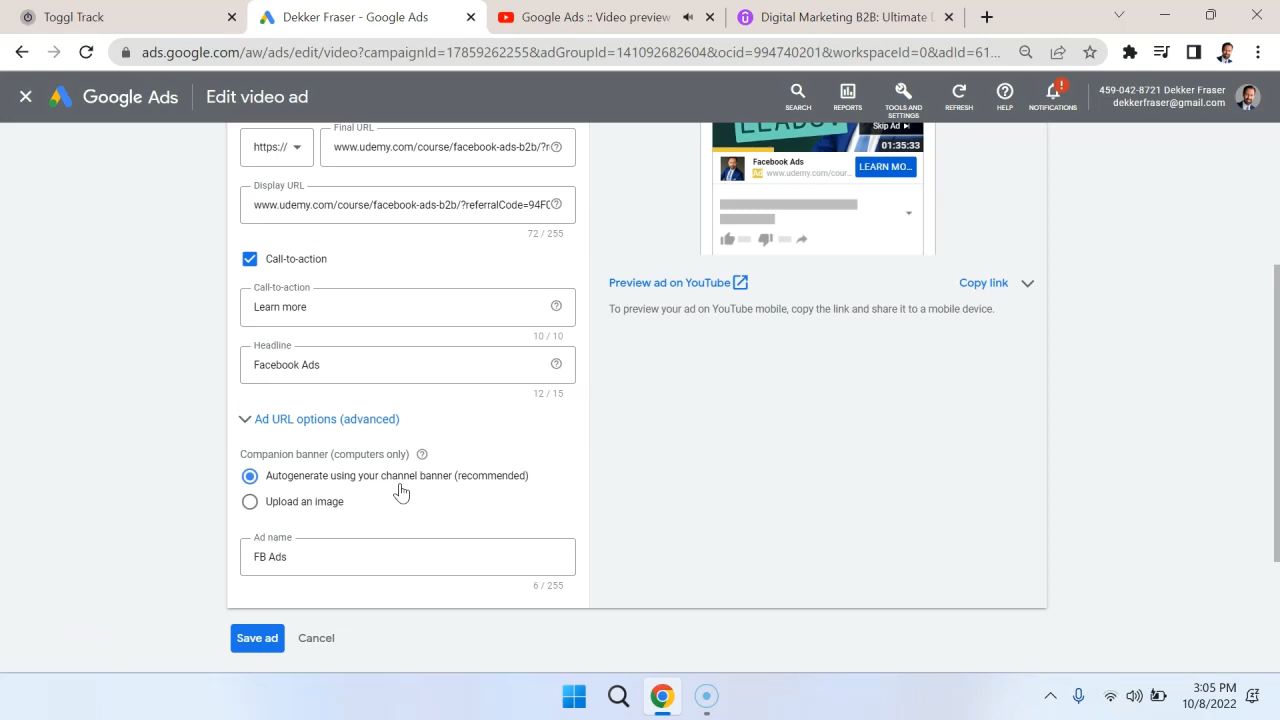 Toggl Track
Dekker Fraser - Google Ads
Google Ads :: Video preview
Digital Marketing B2B: Ultimate
ads.google.com/aw/ads/edit/video?campaignId=17859262255&adGroupId=141092682604&ocid=994740201&workspaceId=0&adId=61...
Google Ads
Edit video ad
SEARCH
REPORTS
TOOLS AND
SETTINGS
REFRESH
HELP
!
NOTIFICATIONS
459-042-8721 Dekker Fraser
dekkerfraser@gmail.com
Final URL
https://
www.udemy.com/course/facebook-ads-b2b/?r
Display URL
www.udemy.com/course/facebook-ads-b2b/?referralCode=94F0
72 / 255
Call-to-action
Call-to-action
Learn more
10 / 10
Headline
Facebook Ads
12 / 15
Ad URL options (advanced)
Companion banner (computers only)
Autogenerate using your channel banner (recommended)
Upload an image
Ad name
FB Ads
6 / 255
Save ad
Cancel
LEADS?
Skip Ad
01:35:33
Facebook Ads
Ad www.udemy.com/cour...
LEARN MO...
Preview ad on YouTube
Copy link
To preview your ad on YouTube mobile, copy the link and share it to a mobile device.
3:05 PM
10/8/2022